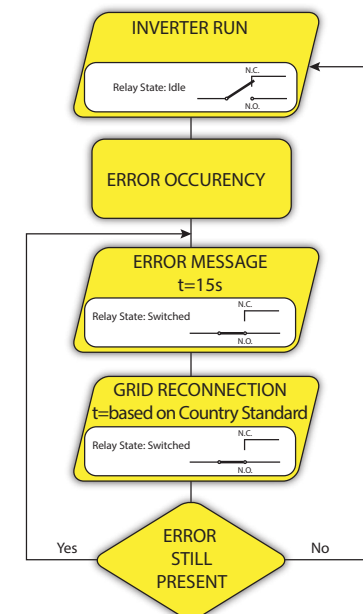 INVERTER RUN
N.C.
Relay State: Idle
N.O.
ERROR OCCURENCY
ERROR MESSAGE
t=15s
N.C.
Relay State: Switched
N.O.
GRID RECONNECTION
t=based on Country Standard
N.C.
Relay State: Switched
N.O.
Yes
ERROR
STILL
PRESENT
No